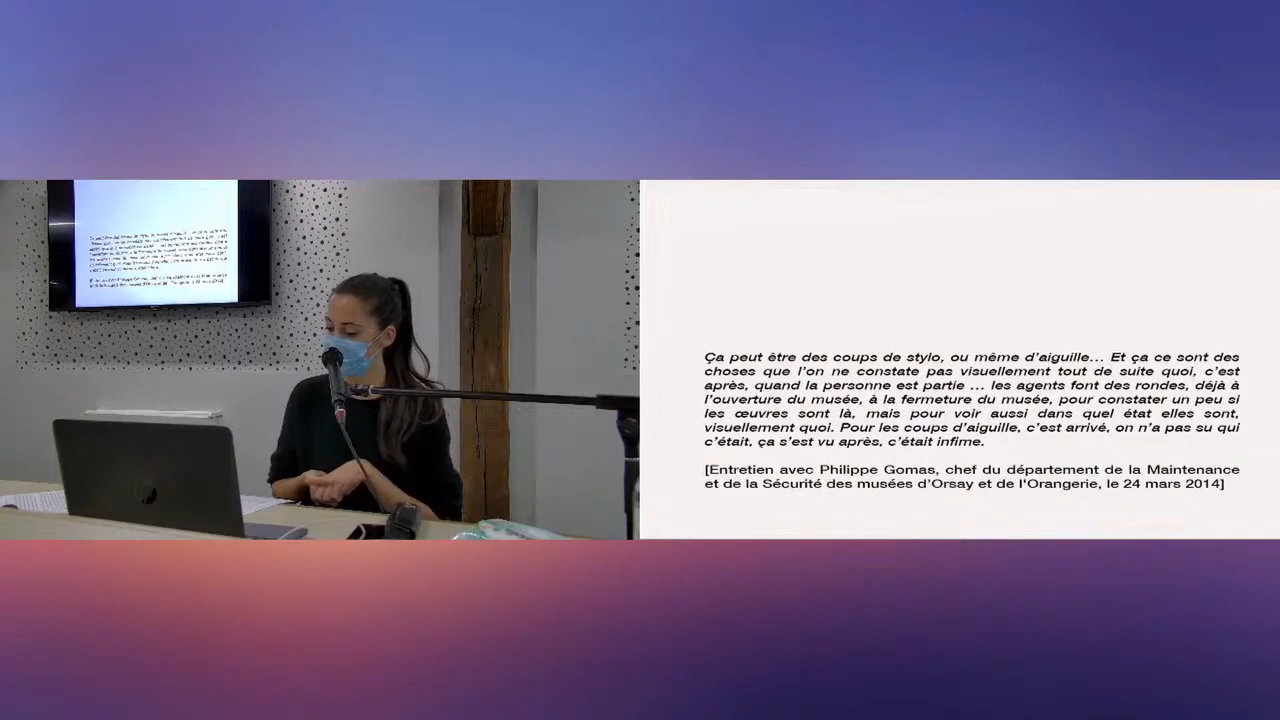 Ça peut être des coups de stylo, ou même d'aiguille… Et ça ce sont des
choses que l'on ne constate pas visuellement tout de suite quoi, c'est
après, quand la personne est partie … les agents font des rondes, déjà à
l'ouverture du musée, à la fermeture du musée, pour constater un peu si
les œuvres sont là, mais pour voir aussi dans quel état elles sont,
visuellement quoi. Pour les coups d'aiguille, c'est arrivé, on n'a pas su qui
c'était, ça s'est vu après, c'était infime.
[Entretien avec Philippe Gomas, chef du département de la Maintenance
et de la Sécurité des musées d'Orsay et de l'Orangerie, le 24 mars 2014]